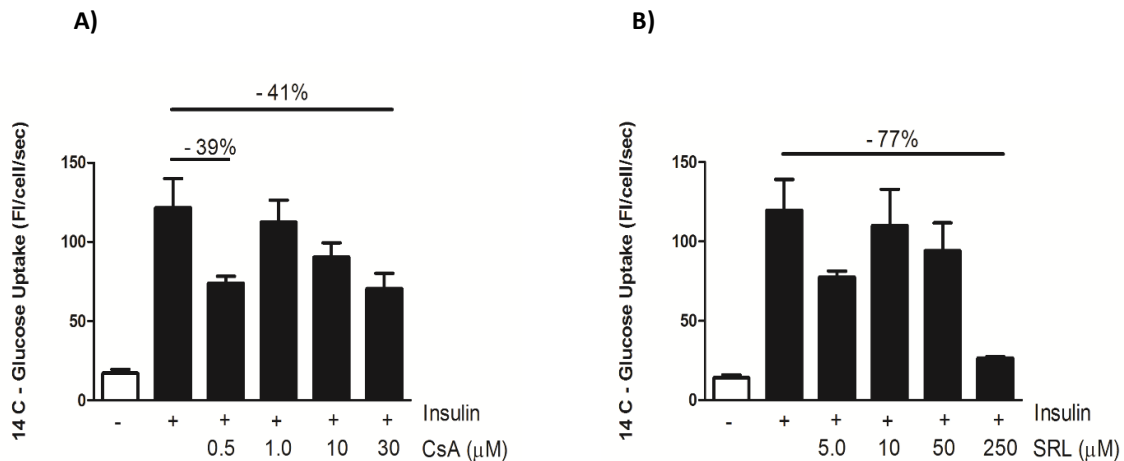 A)
- 41%
- 39%
14 C - Glucose Uptake (FI/cell/sec)
150
100
50
0
- + + + + + Insulin
0.5 1.0 10 30 CsA (μM)
B)
- 77%
14 C - Glucose Uptake (FI/cell/sec)
150
100
50
0
- + + + + + Insulin
5.0 10 50 250 SRL (μM)